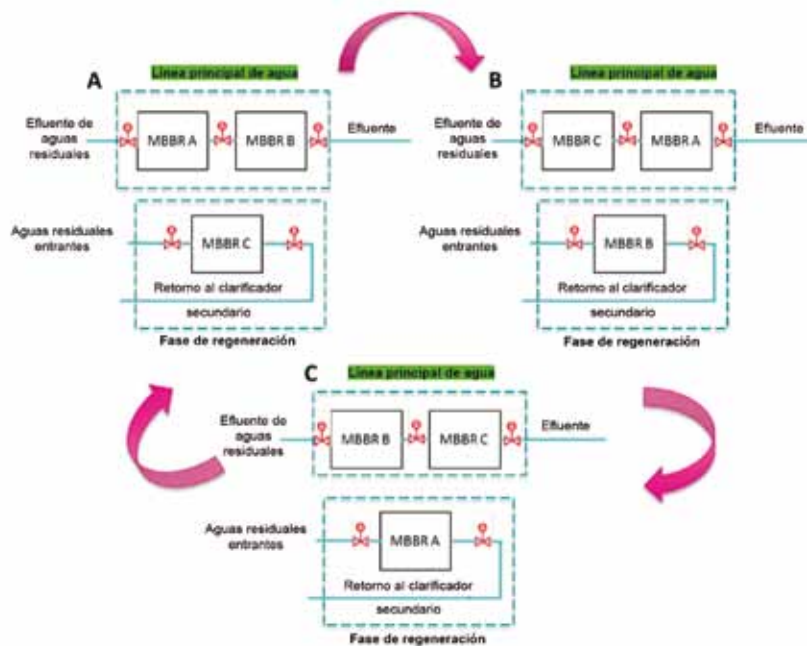 A
Línea principal de agua
Efluente de
aguas
residuales
MBBR A
MBBR B
Efluente
Aguas residuales
entrantes
MBBR C
Retorno al clarificador
secundario
Fase de regeneración
B
Línea principal de agua
Efluente de
aguas
residuales
MBBR C
MBBR A
Efluente
Aguas residuales
entrantes
MBBR B
Retorno al clarificador
secundario
Fase de regeneración
C
Línea principal de agua
Efluente de
aguas
residuales
MBBR B
MBBR C
Efluente
Aguas residuales
entrantes
MBBR A
Retorno al clarificador
secundario
Fase de regeneración